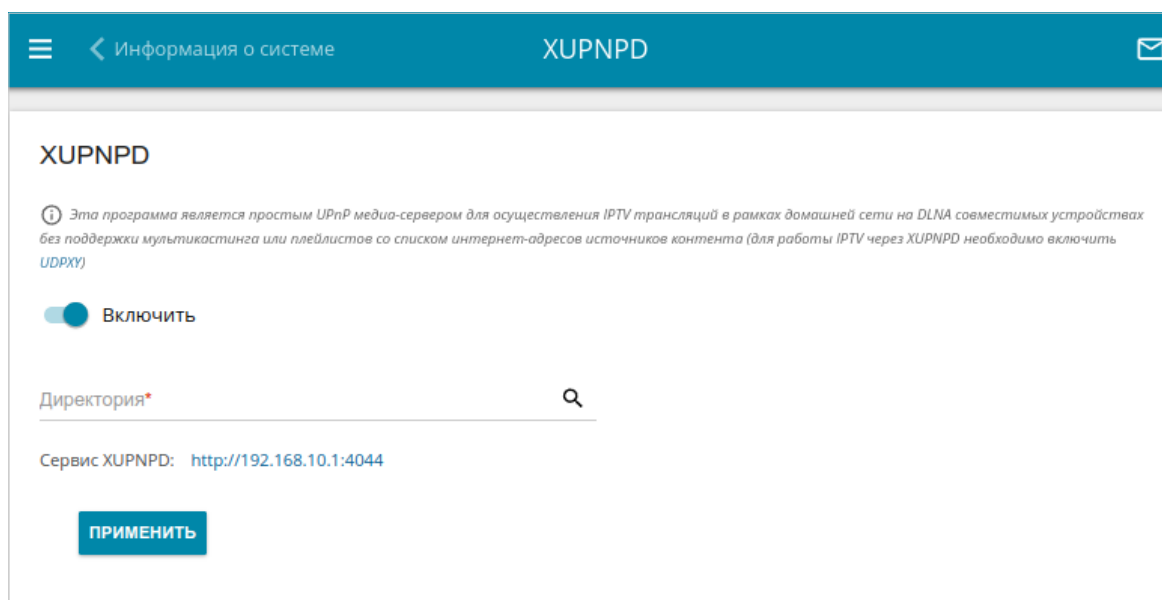 Информация о системе
XUPNPD
XUPNPD
Эта программа является простым UPnP медиа-сервером для осуществления IPTV трансляций в рамках домашней сети на DLNA совместимых устройствах
без поддержки мультикастинга или плейлистов со списком интернет-адресов источников контента (для работы IPTV через XUPNPD необходимо включить
UDPXY)
Включить
Директория*
Сервис XUPNPD: http://192.168.10.1:4044
ПРИМЕНИТЬ